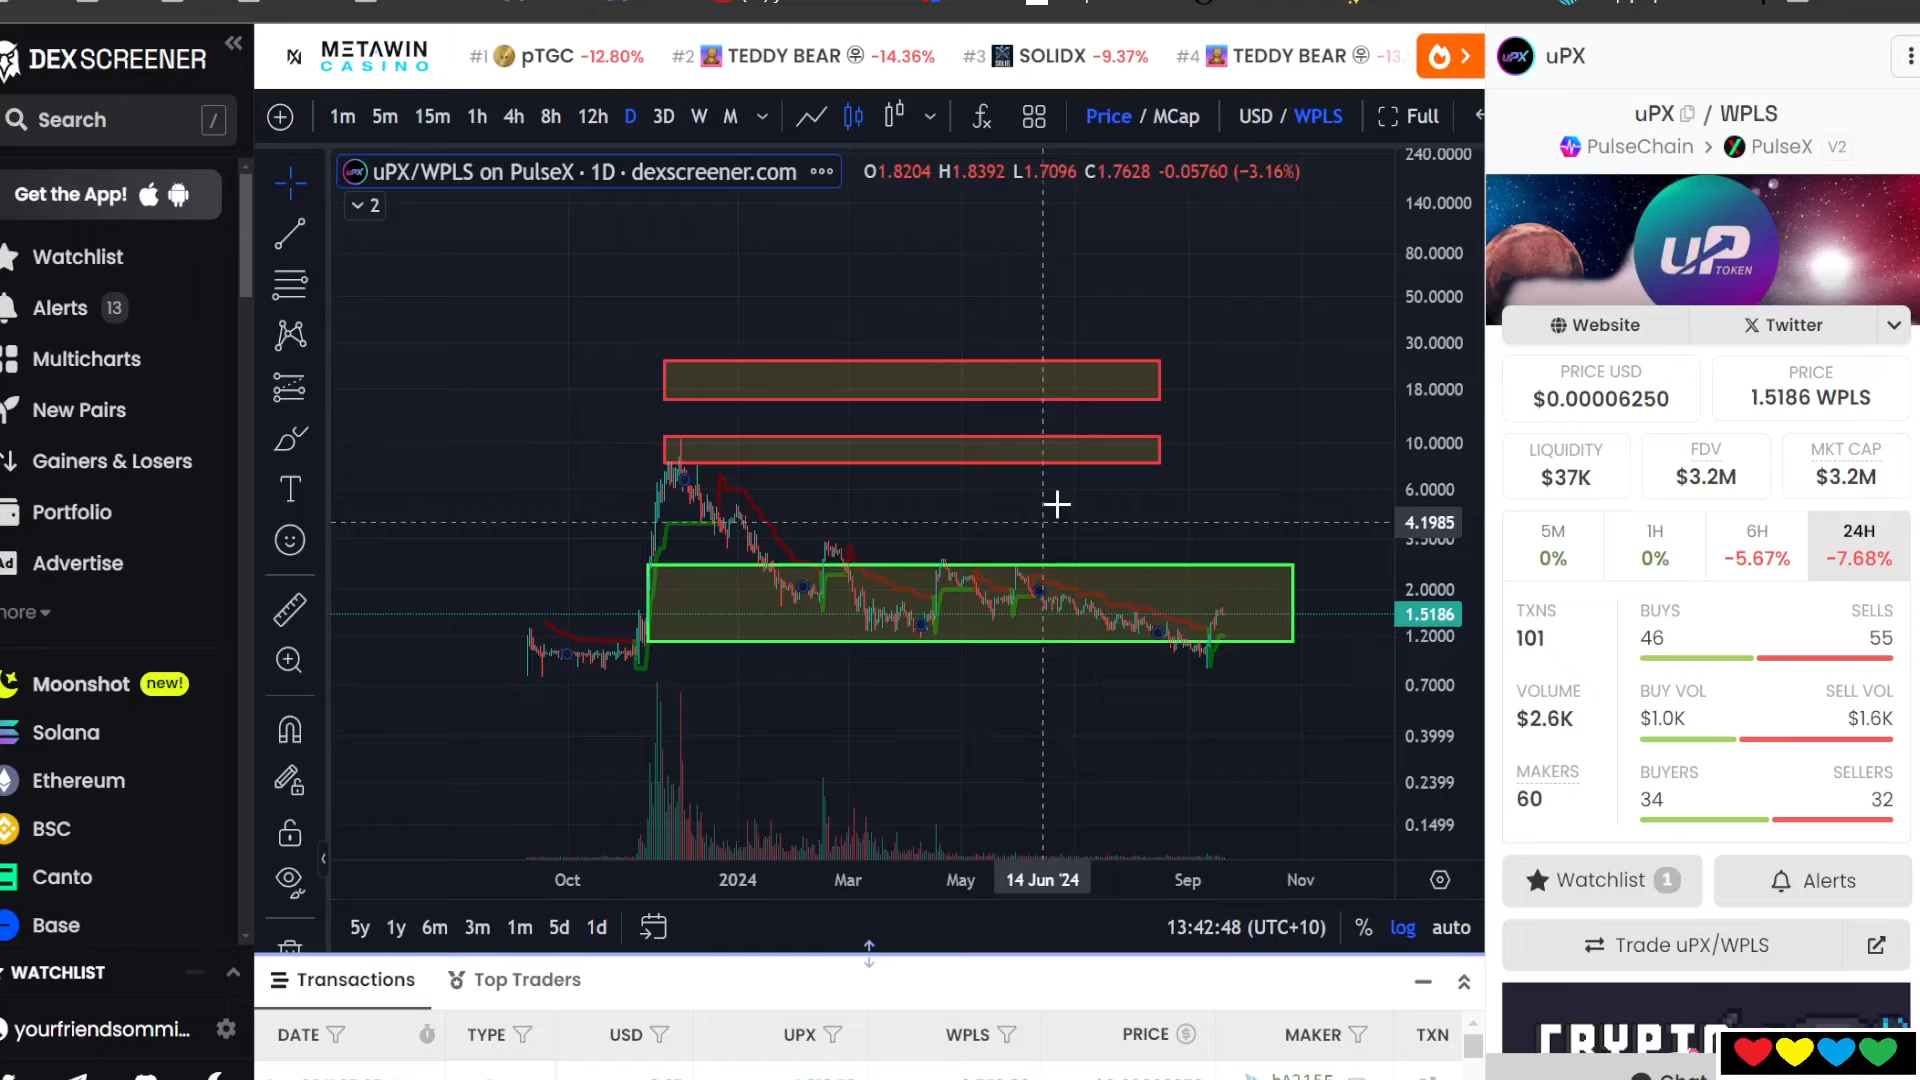 DEX SCREENER
METAWIN
CASINO
#1 pTGC -12.80% #2 TEDDY BEAR -14.36% #3 SOLIDX -9.37% #4 TEDDY BEAR
uPX
Search /
1m 5m 15m 1h 4h 8h 12h D 3D W M Price / MCap USD / WPLS Full
uPX / WPLS
PulseChain > PulseX V2
uPX/WPLS on PulseX · 1D · dexscreener.com ••• O1.8204 H1.8392 L1.7096 C1.7628 -0.05760 (-3.16%)
2
Get the App!
Watchlist
Alerts 13
Multicharts
New Pairs
Gainers & Losers
Portfolio
Ad Advertise
Moonshot new!
Solana
Ethereum
BSC
Canto
Base
WATCHLIST
yourfriendsommi...
240.0000
140.0000
80.0000
50.0000
30.0000
18.0000
10.0000
6.0000
4.1985
2.0000
1.5186
1.2000
0.7000
0.3999
0.2399
0.1499
Oct 2024 Mar May 14 Jun '24 Sep Nov
5y 1y 6m 3m 1m 5d 1d 13:42:48 (UTC+10) % log auto
Transactions Top Traders
DATE TYPE USD UPX WPLS PRICE MAKER TXN
uP
TOKEN
Website Twitter
PRICE USD PRICE
$0.00006250 1.5186 WPLS
LIQUIDITY FDV MKT CAP
$37K $3.2M $3.2M
5M 1H 6H 24H
0% 0% -5.67% -7.68%
TXNS BUYS SELLS
101 46 55
VOLUME BUY VOL SELL VOL
$2.6K $1.0K $1.6K
MAKERS BUYERS SELLERS
60 34 32
Watchlist 1 Alerts
Trade uPX/WPLS
CRYPTO